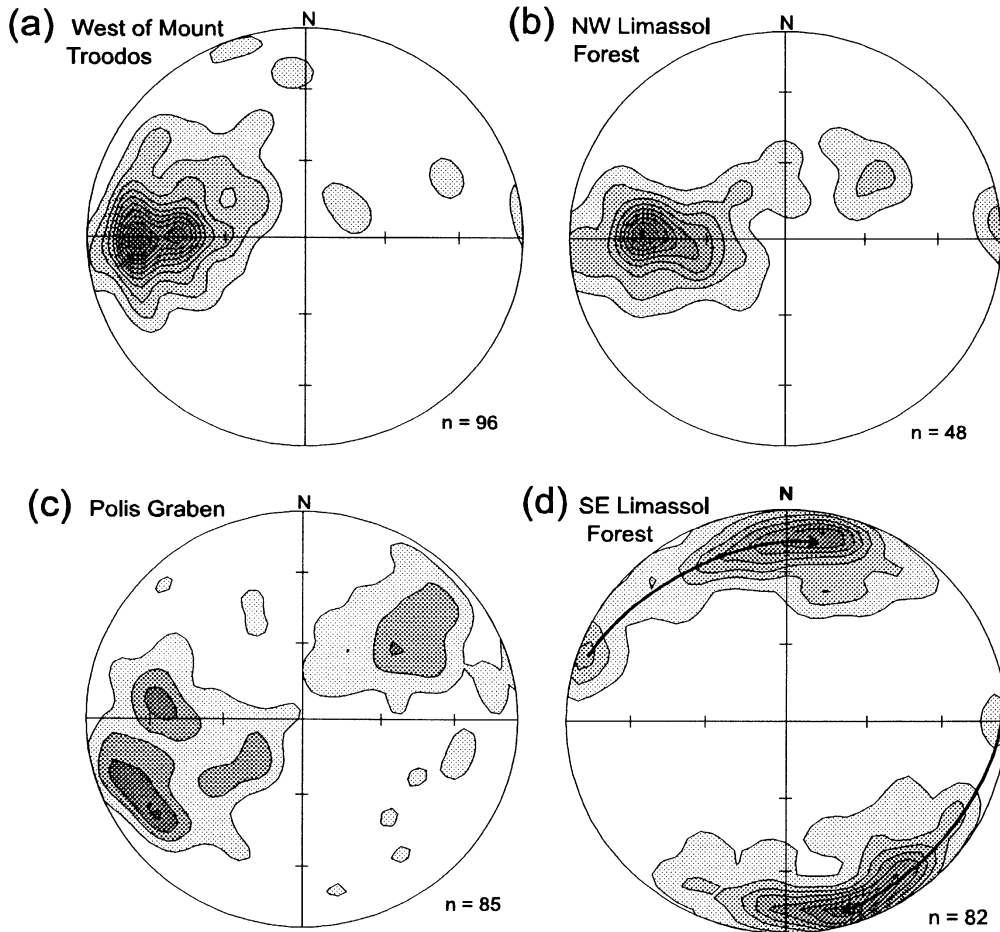 (a) West of Mount
Troodos
N
n = 96
(b) NW Limassol
Forest
N
n = 48
(c) Polis Graben
N
n = 85
(d) SE Limassol
Forest
N
n = 82